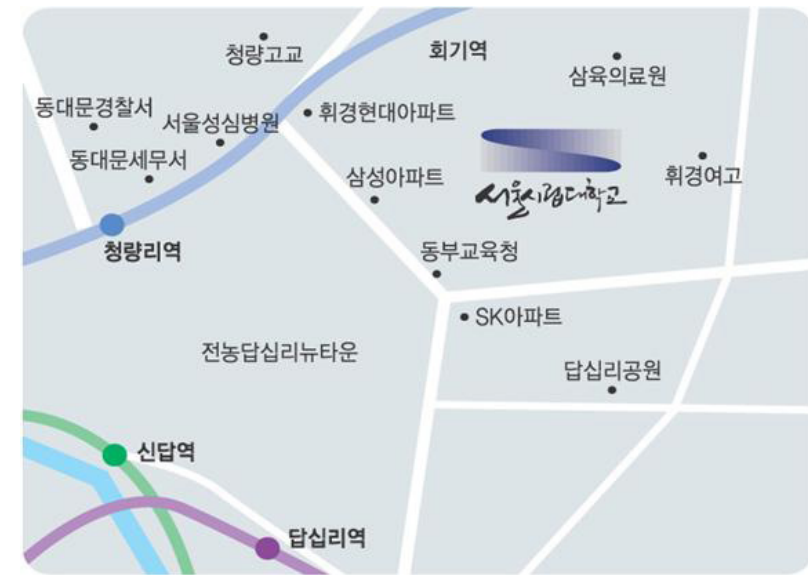 청량고교
회기역
삼육의료원
동대문경찰서
서울성심병원
휘경현대아파트
동대문세무서
삼성아파트
서울시립대학교
휘경여고
청량리역
동부교육청
SK아파트
전농답십리뉴타운
답십리공원
신답역
답십리역